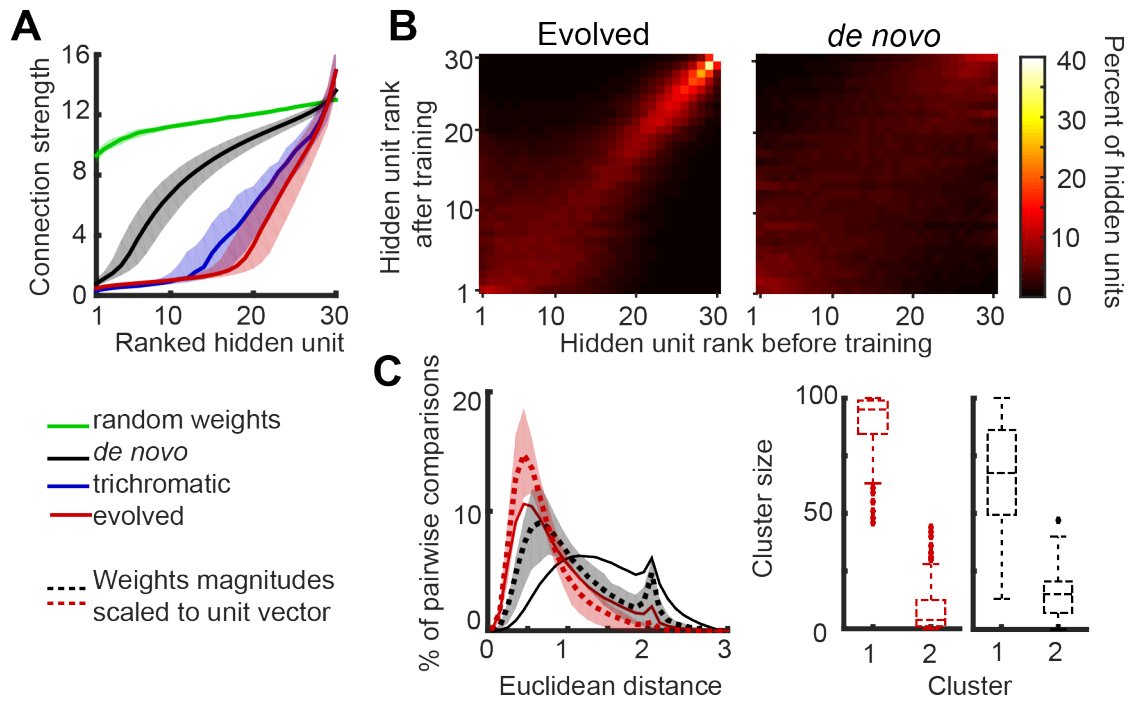 A
16
12
8
4
0
Connection strength
1
10
20
30
Ranked hidden unit
B
Evolved
de novo
30
20
10
1
Hidden unit rank
after training
1
10
20
30
1
10
20
30
Hidden unit rank before training
40
30
20
10
0
Percent of hidden units
random weights
de novo
trichromatic
evolved
Weights magnitudes
scaled to unit vector
C
20
10
0
% of pairwise comparisons
0
1
2
3
Euclidean distance
100
50
0
Cluster size
1
2
1
2
Cluster